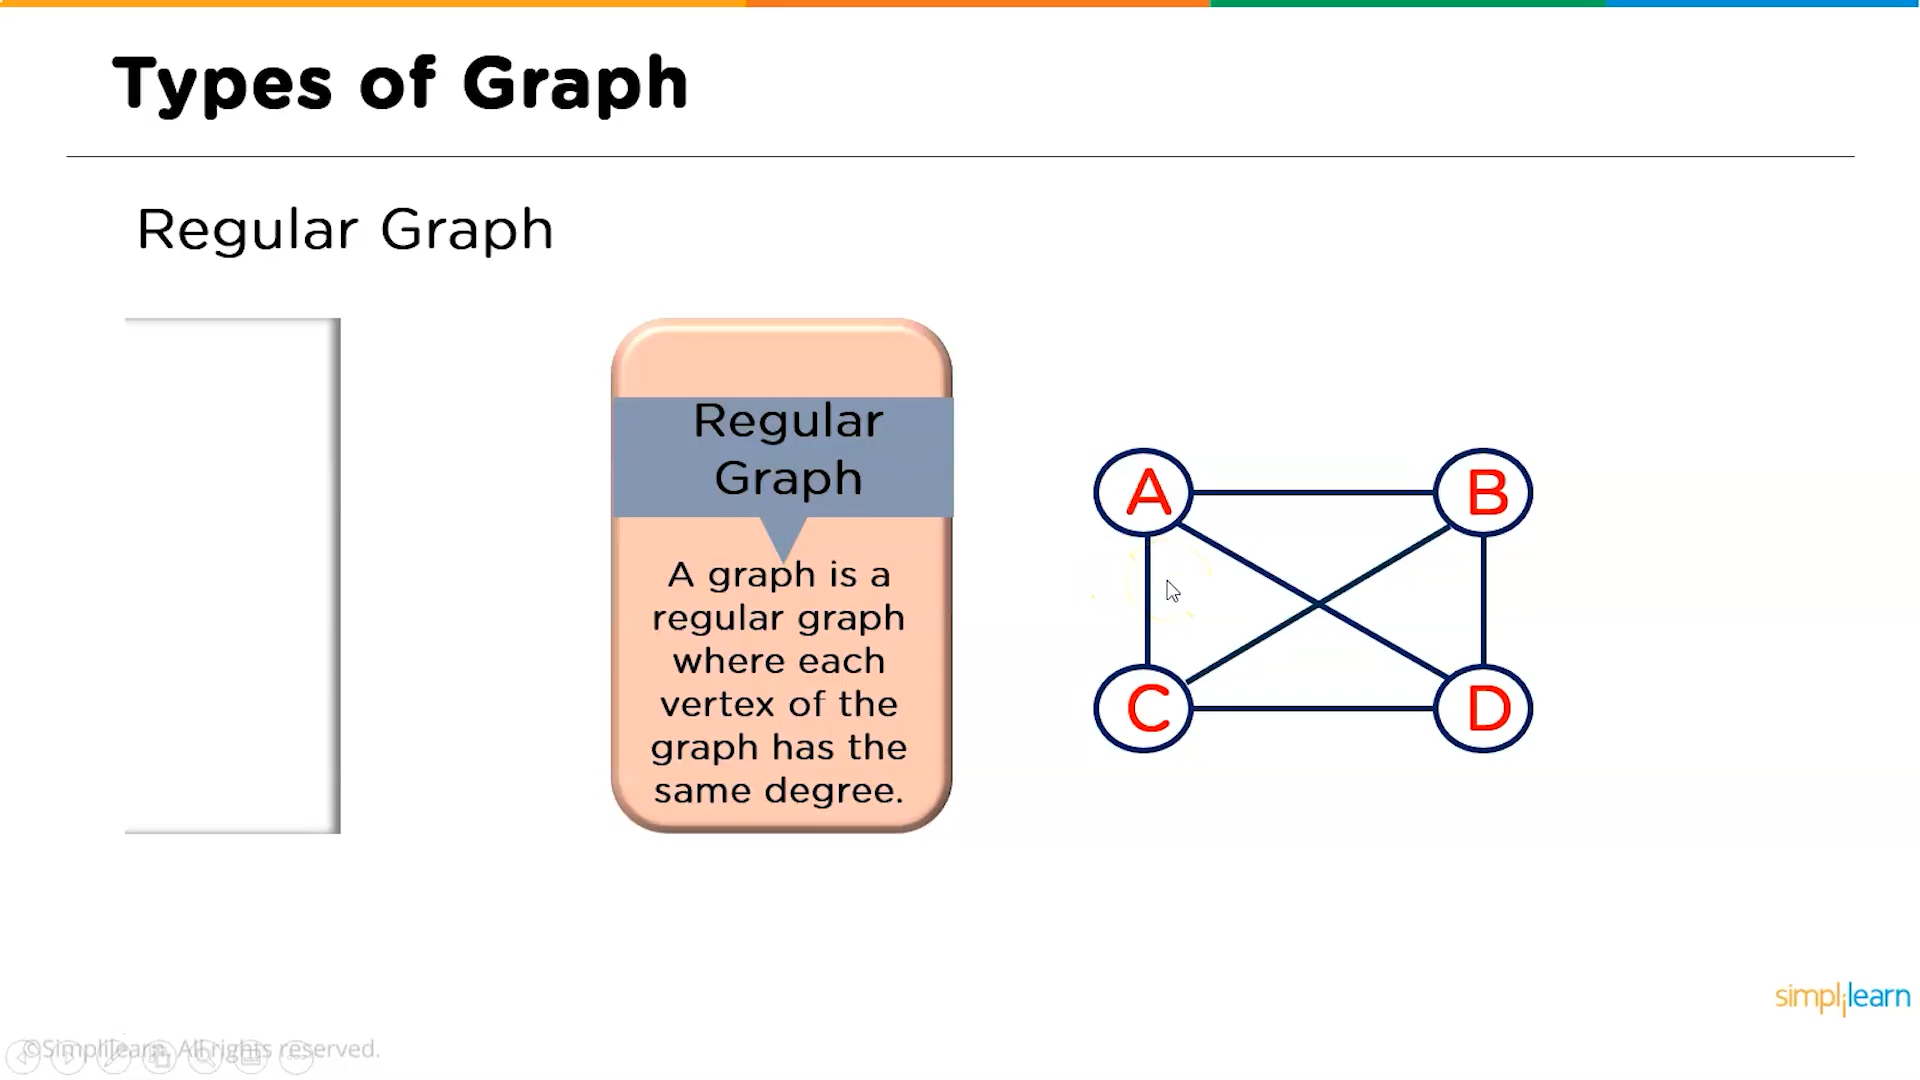 Types of Graph
Regular Graph
Regular
Graph
A graph is a
regular graph
where each
vertex of the
graph has the
same degree.
A
B
C
D
simplilearn
©Simplilearn. All rights reserved.